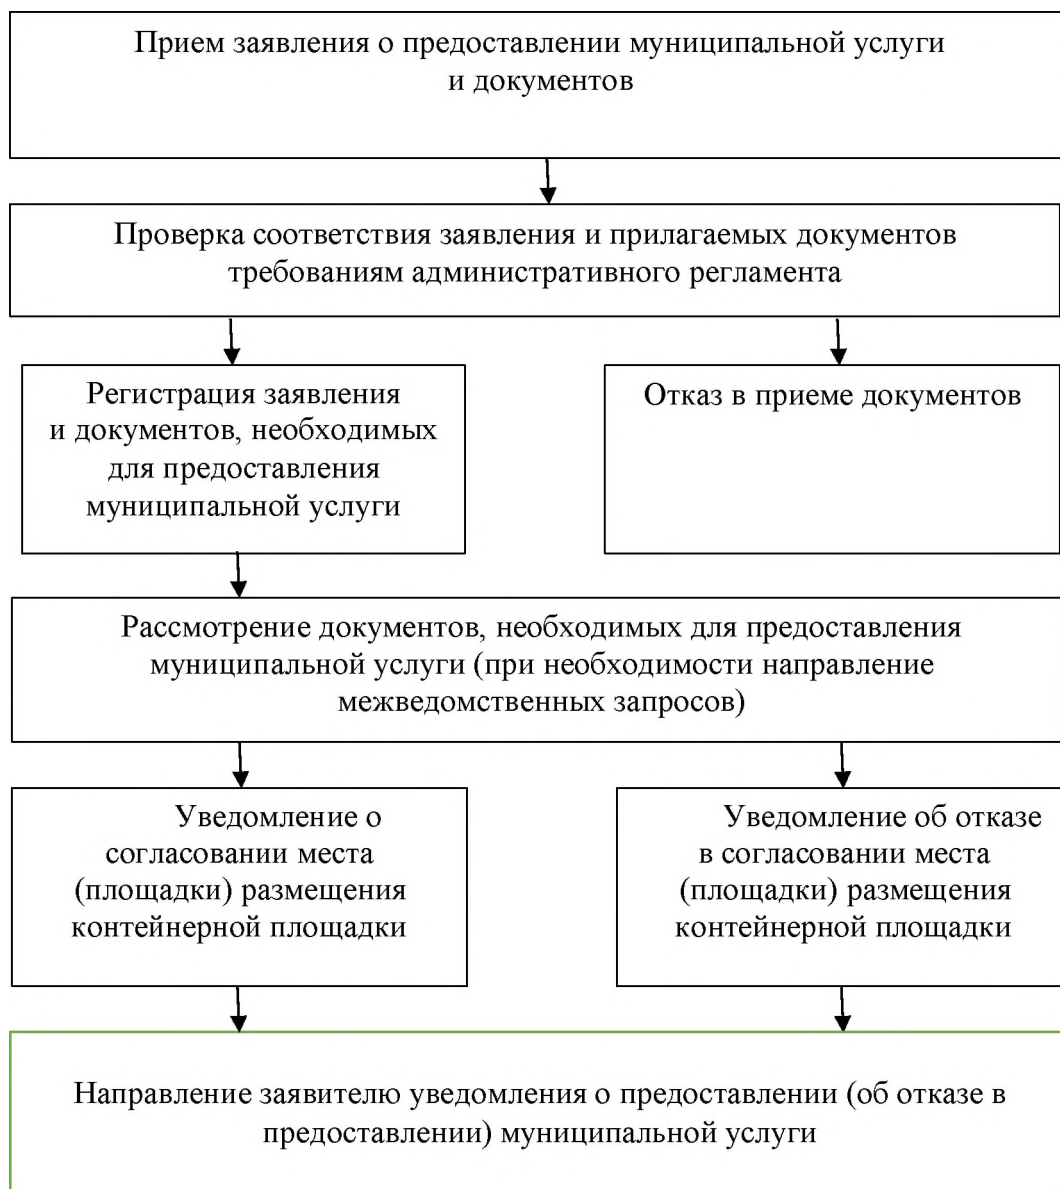 Прием заявления о предоставлении муниципальной услуги
и документов
Проверка соответствия заявления и прилагаемых документов
требованиям административного регламента
Регистрация заявления
и документов, необходимых
для предоставления
муниципальной услуги
Отказ в приеме документов
Рассмотрение документов, необходимых для предоставления
муниципальной услуги (при необходимости направление
межведомственных запросов)
Уведомление о
согласовании места
(площадки) размещения
контейнерной площадки
Уведомление об отказе
в согласовании места
(площадки) размещения
контейнерной площадки
Направление заявителю уведомления о предоставлении (об отказе в
предоставлении) муниципальной услуги